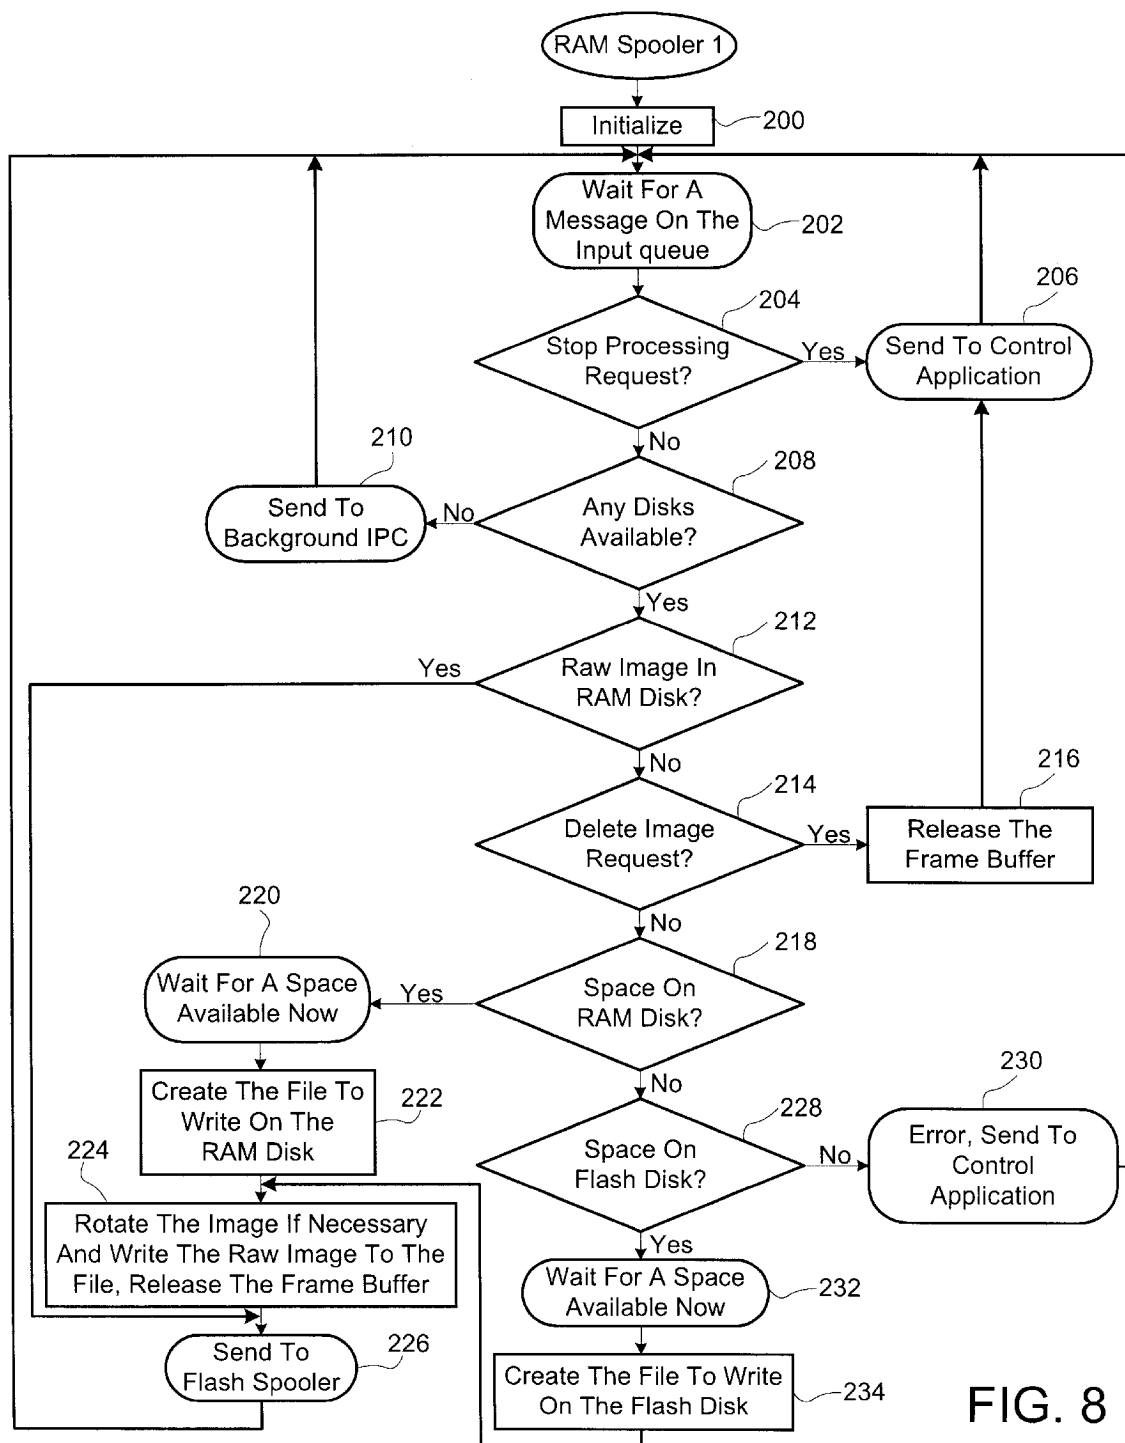 RAM Spooler 1
Initialize
200
Wait For A
Message On The
Input queue
202
204
Stop Processing
Request?
Yes
206
Send To Control
Application
No
210
Send To
Background IPC
No
208
Any Disks
Available?
Yes
212
Yes
Raw Image In
RAM Disk?
No
214
Delete Image
Request?
Yes
216
Release The
Frame Buffer
No
220
Wait For A Space
Available Now
Yes
218
Space On
RAM Disk?
No
222
Create The File To
Write On The
RAM Disk
228
Space On
Flash Disk?
No
230
Error, Send To
Control
Application
224
Rotate The Image If Necessary
And Write The Raw Image To The
File, Release The Frame Buffer
Yes
Wait For A Space
Available Now
232
Send To
Flash Spooler
226
Create The File To Write
On The Flash Disk
234
FIG. 8